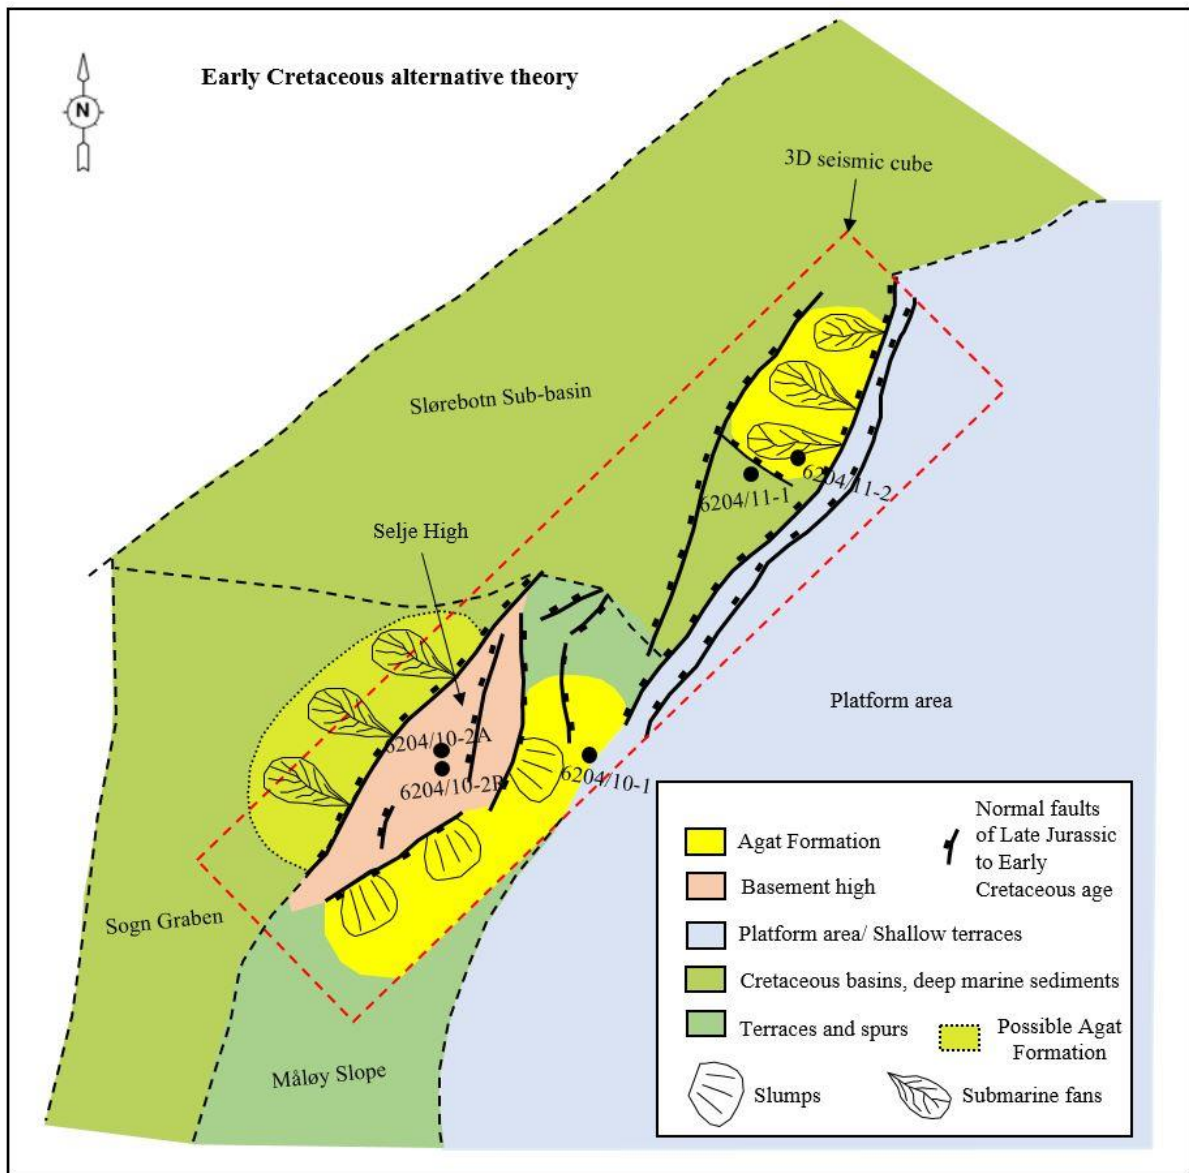 Early Cretaceous alternative theory
N
3D seismic cube
Slørebotn Sub-basin
6204/11-2
6204/11-1
Selje High
Platform area
6204/10-2A
6204/10-1
6204/10-2R
Sogn Graben
Måløy Slope
Agat Formation
Basement high
Platform area/ Shallow terraces
Cretaceous basins, deep marine sediments
Terraces and spurs
Slumps
Normal faults
of Late Jurassic
to Early
Cretaceous age
Possible Agat
Formation
Submarine fans